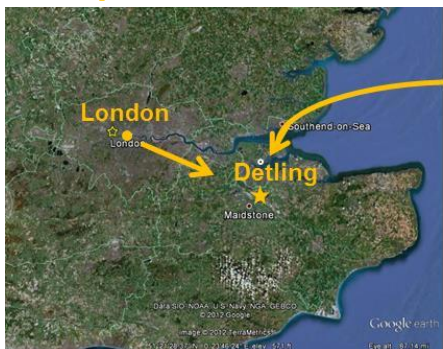 London
London
Southend-on-Sea
Detling
Maidstone
Data SIO, NOAA, U.S. Navy, NGA, GEBCO
© 2012 Google
Image © 2012 TerraMetrics
Google earth